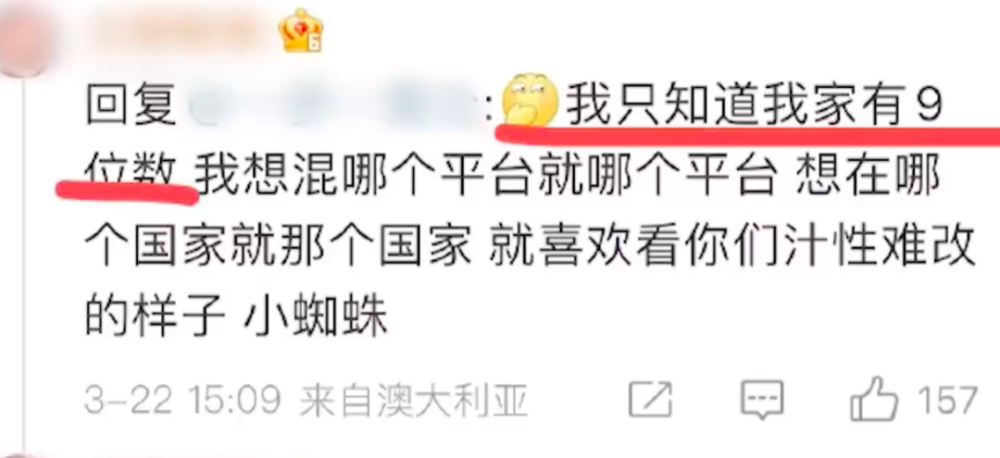 6
回复 :我只知道我家有9
位数 我想混哪个平台就哪个平台 想在哪
个国家就那个国家 就喜欢看你们汁性难改
的样子 小蜘蛛
3-22 15:09 来自澳大利亚 157